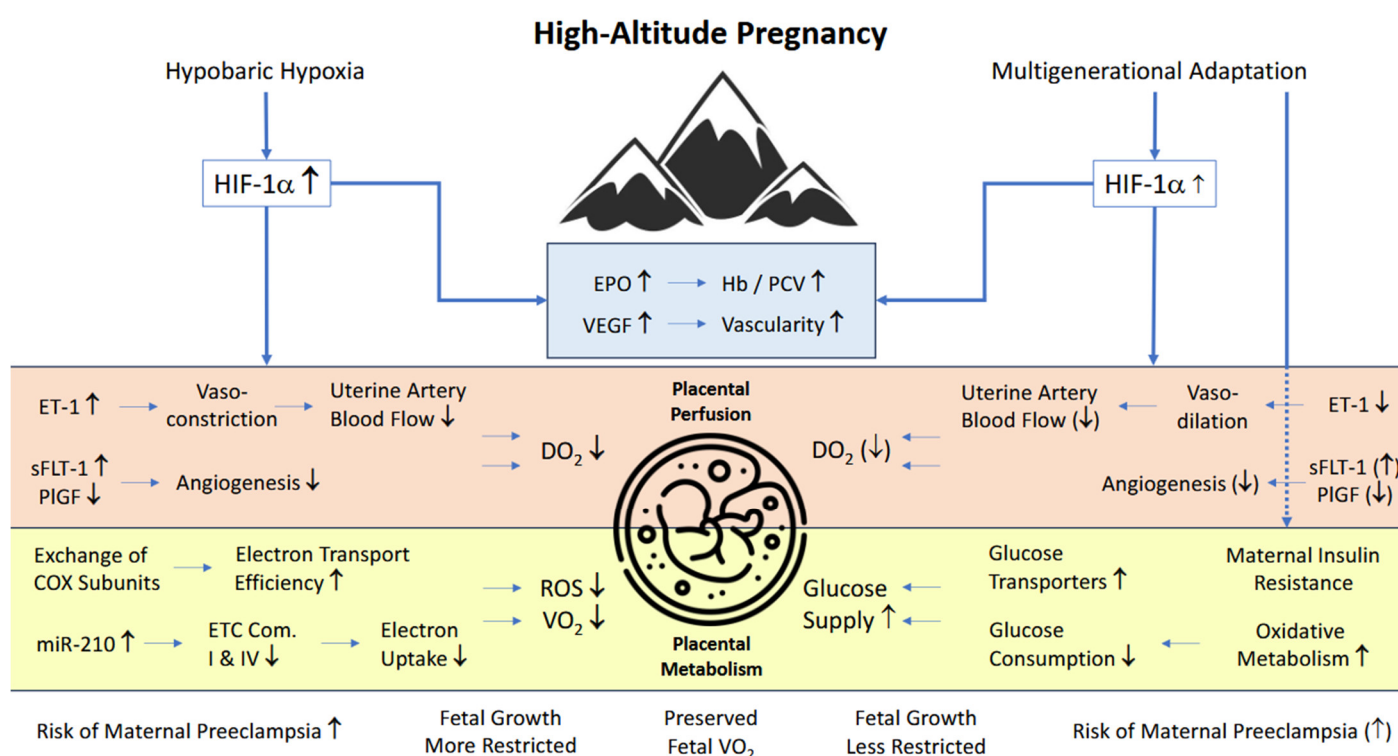 High-Altitude Pregnancy
Hypobaric Hypoxia
Multigenerational Adaptation
HIF-1α ↑
HIF-1α ↑
EPO ↑ → Hb / PCV ↑
VEGF ↑ → Vascularity ↑
Placental
Perfusion
ET-1 ↑ →
Vaso-
constriction →
Uterine Artery
Blood Flow ↓
sFLT-1 ↑
PlGF ↓ →
Angiogenesis ↓
DO₂ ↓
DO₂ (↓)
Uterine Artery
Blood Flow (↓) ←
Vaso-
dilation ←
ET-1 ↓
Angiogenesis (↓) ←
sFLT-1 (↑)
PlGF (↓)
Exchange of
COX Subunits →
Electron Transport
Efficiency ↑
miR-210 ↑ →
ETC Com.
I & IV ↓ →
Electron
Uptake ↓
ROS ↓
VO₂ ↓
Glucose
Supply ↑
Glucose
Transporters ↑
Maternal Insulin
Resistance
Glucose
Consumption ↓ ←
Oxidative
Metabolism ↑
Placental
Metabolism
Risk of Maternal Preeclampsia ↑
Fetal Growth
More Restricted
Preserved
Fetal VO₂
Fetal Growth
Less Restricted
Risk of Maternal Preeclampsia (↑)